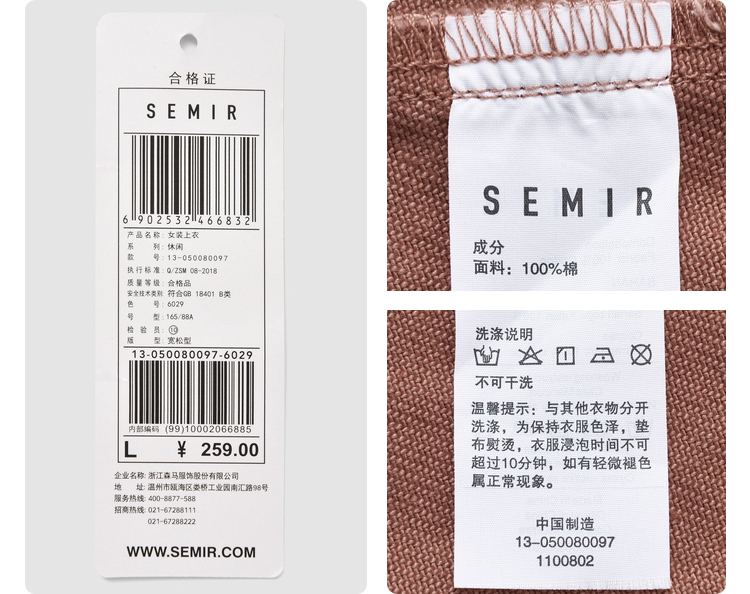 合格证
SEMIR
6 902532 466832
产品名称: 女装上衣
系 列: 休闲
款 号: 13-050080097
执行标准: Q/ZSM 08-2018
质量等级: 合格品
安全技术类别: 符合GB 18401 B类
色 号: 6029
号 型: 165/88A
检 验 员: ⑩
版 型: 宽松型
13-050080097-6029
内部编码 (99)10002066885
L ¥ 259.00
企业名称: 浙江森马服饰股份有限公司
地 址: 温州市瓯海区娄桥工业园南汇路98号
服务热线: 400-8877-588
招商热线: 021-67288111
021-67288222
WWW.SEMIR.COM
SEMIR
成分
面料: 100%棉
洗涤说明
不可干洗
温馨提示: 与其他衣物分开
洗涤, 为保持衣服色泽, 垫
布熨烫, 衣服浸泡时间不可
超过10分钟, 如有轻微褪色
属正常现象。
中国制造
13-050080097
1100802